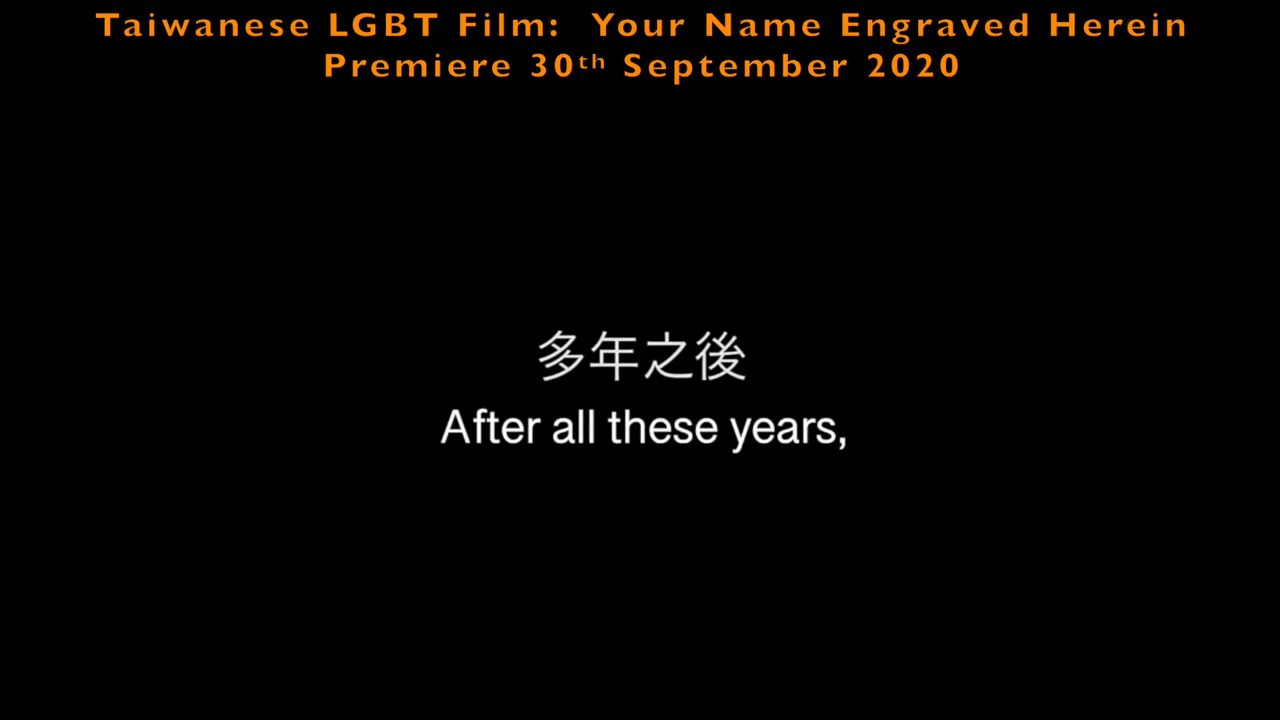 Taiwanese LGBT Film: Your Name Engraved Herein
Premiere 30th September 2020
多年之後
After all these years,